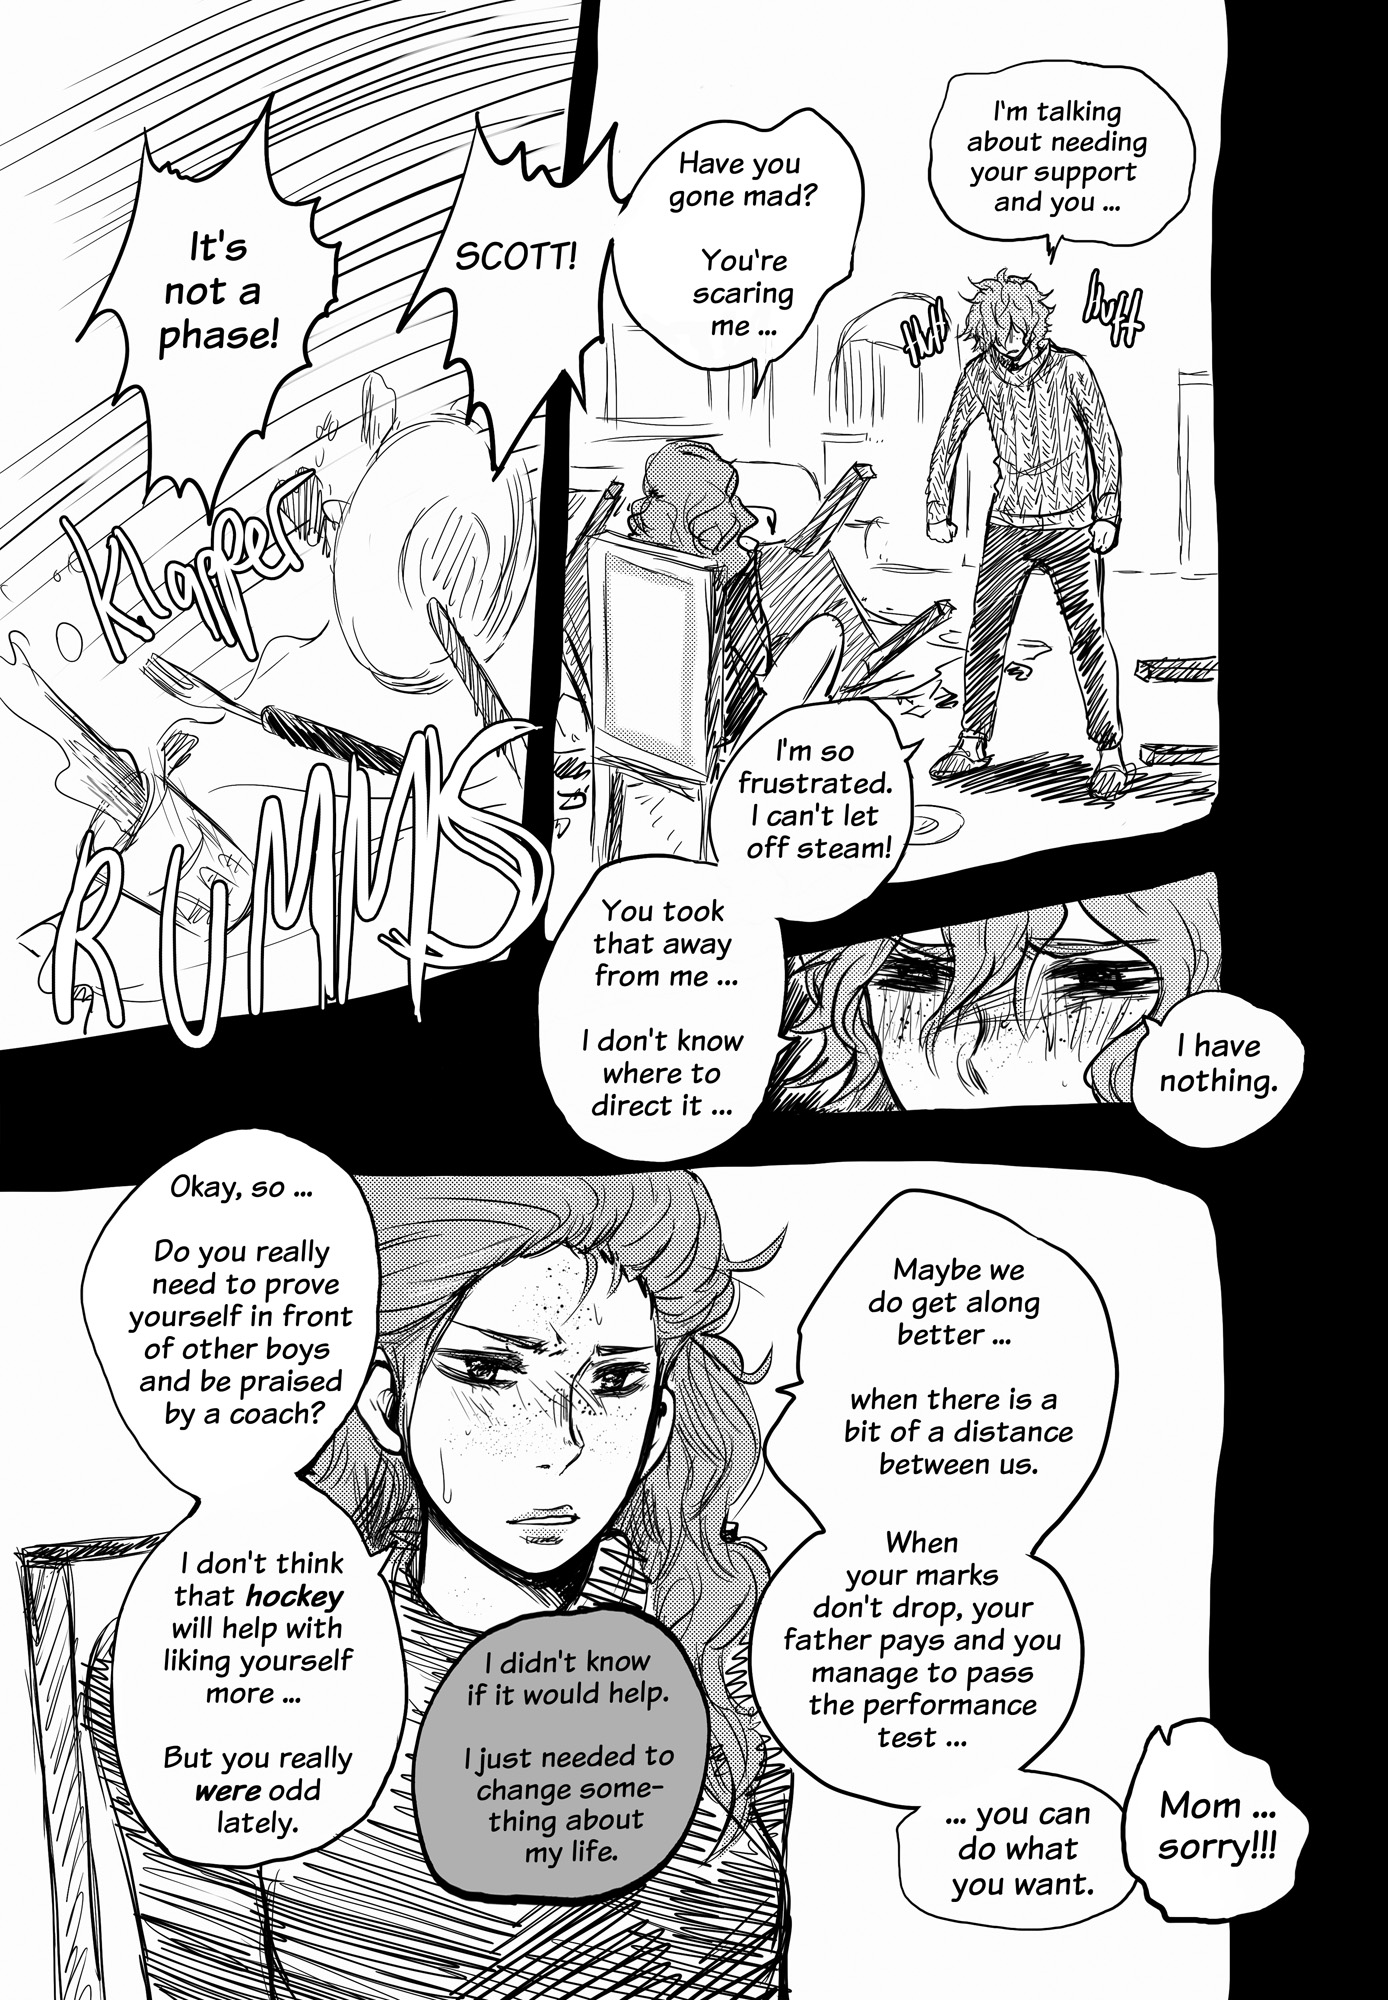 It's
not a
phase!
SCOTT!
Klapper
RUMMS
Have you
gone mad?
You're
scaring
me ...
I'm talking
about needing
your support
and you ...
Huff
Huff
I'm so
frustrated.
I can't let
off steam!
You took
that away
from me ...
I don't know
where to
direct it ...
I have
nothing.
Okay, so ...
Do you really
need to prove
yourself in front
of other boys
and be praised
by a coach?
I don't think
that hockey
will help with
liking yourself
more ...
But you really
were odd
lately.
I didn't know
if it would help.
I just needed to
change some-
thing about
my life.
Maybe we
do get along
better ...
when there is a
bit of a distance
between us.
When
your marks
don't drop, your
father pays and you
manage to pass
the performance
test ...
... you can
do what
you want.
Mom ...
sorry!!!